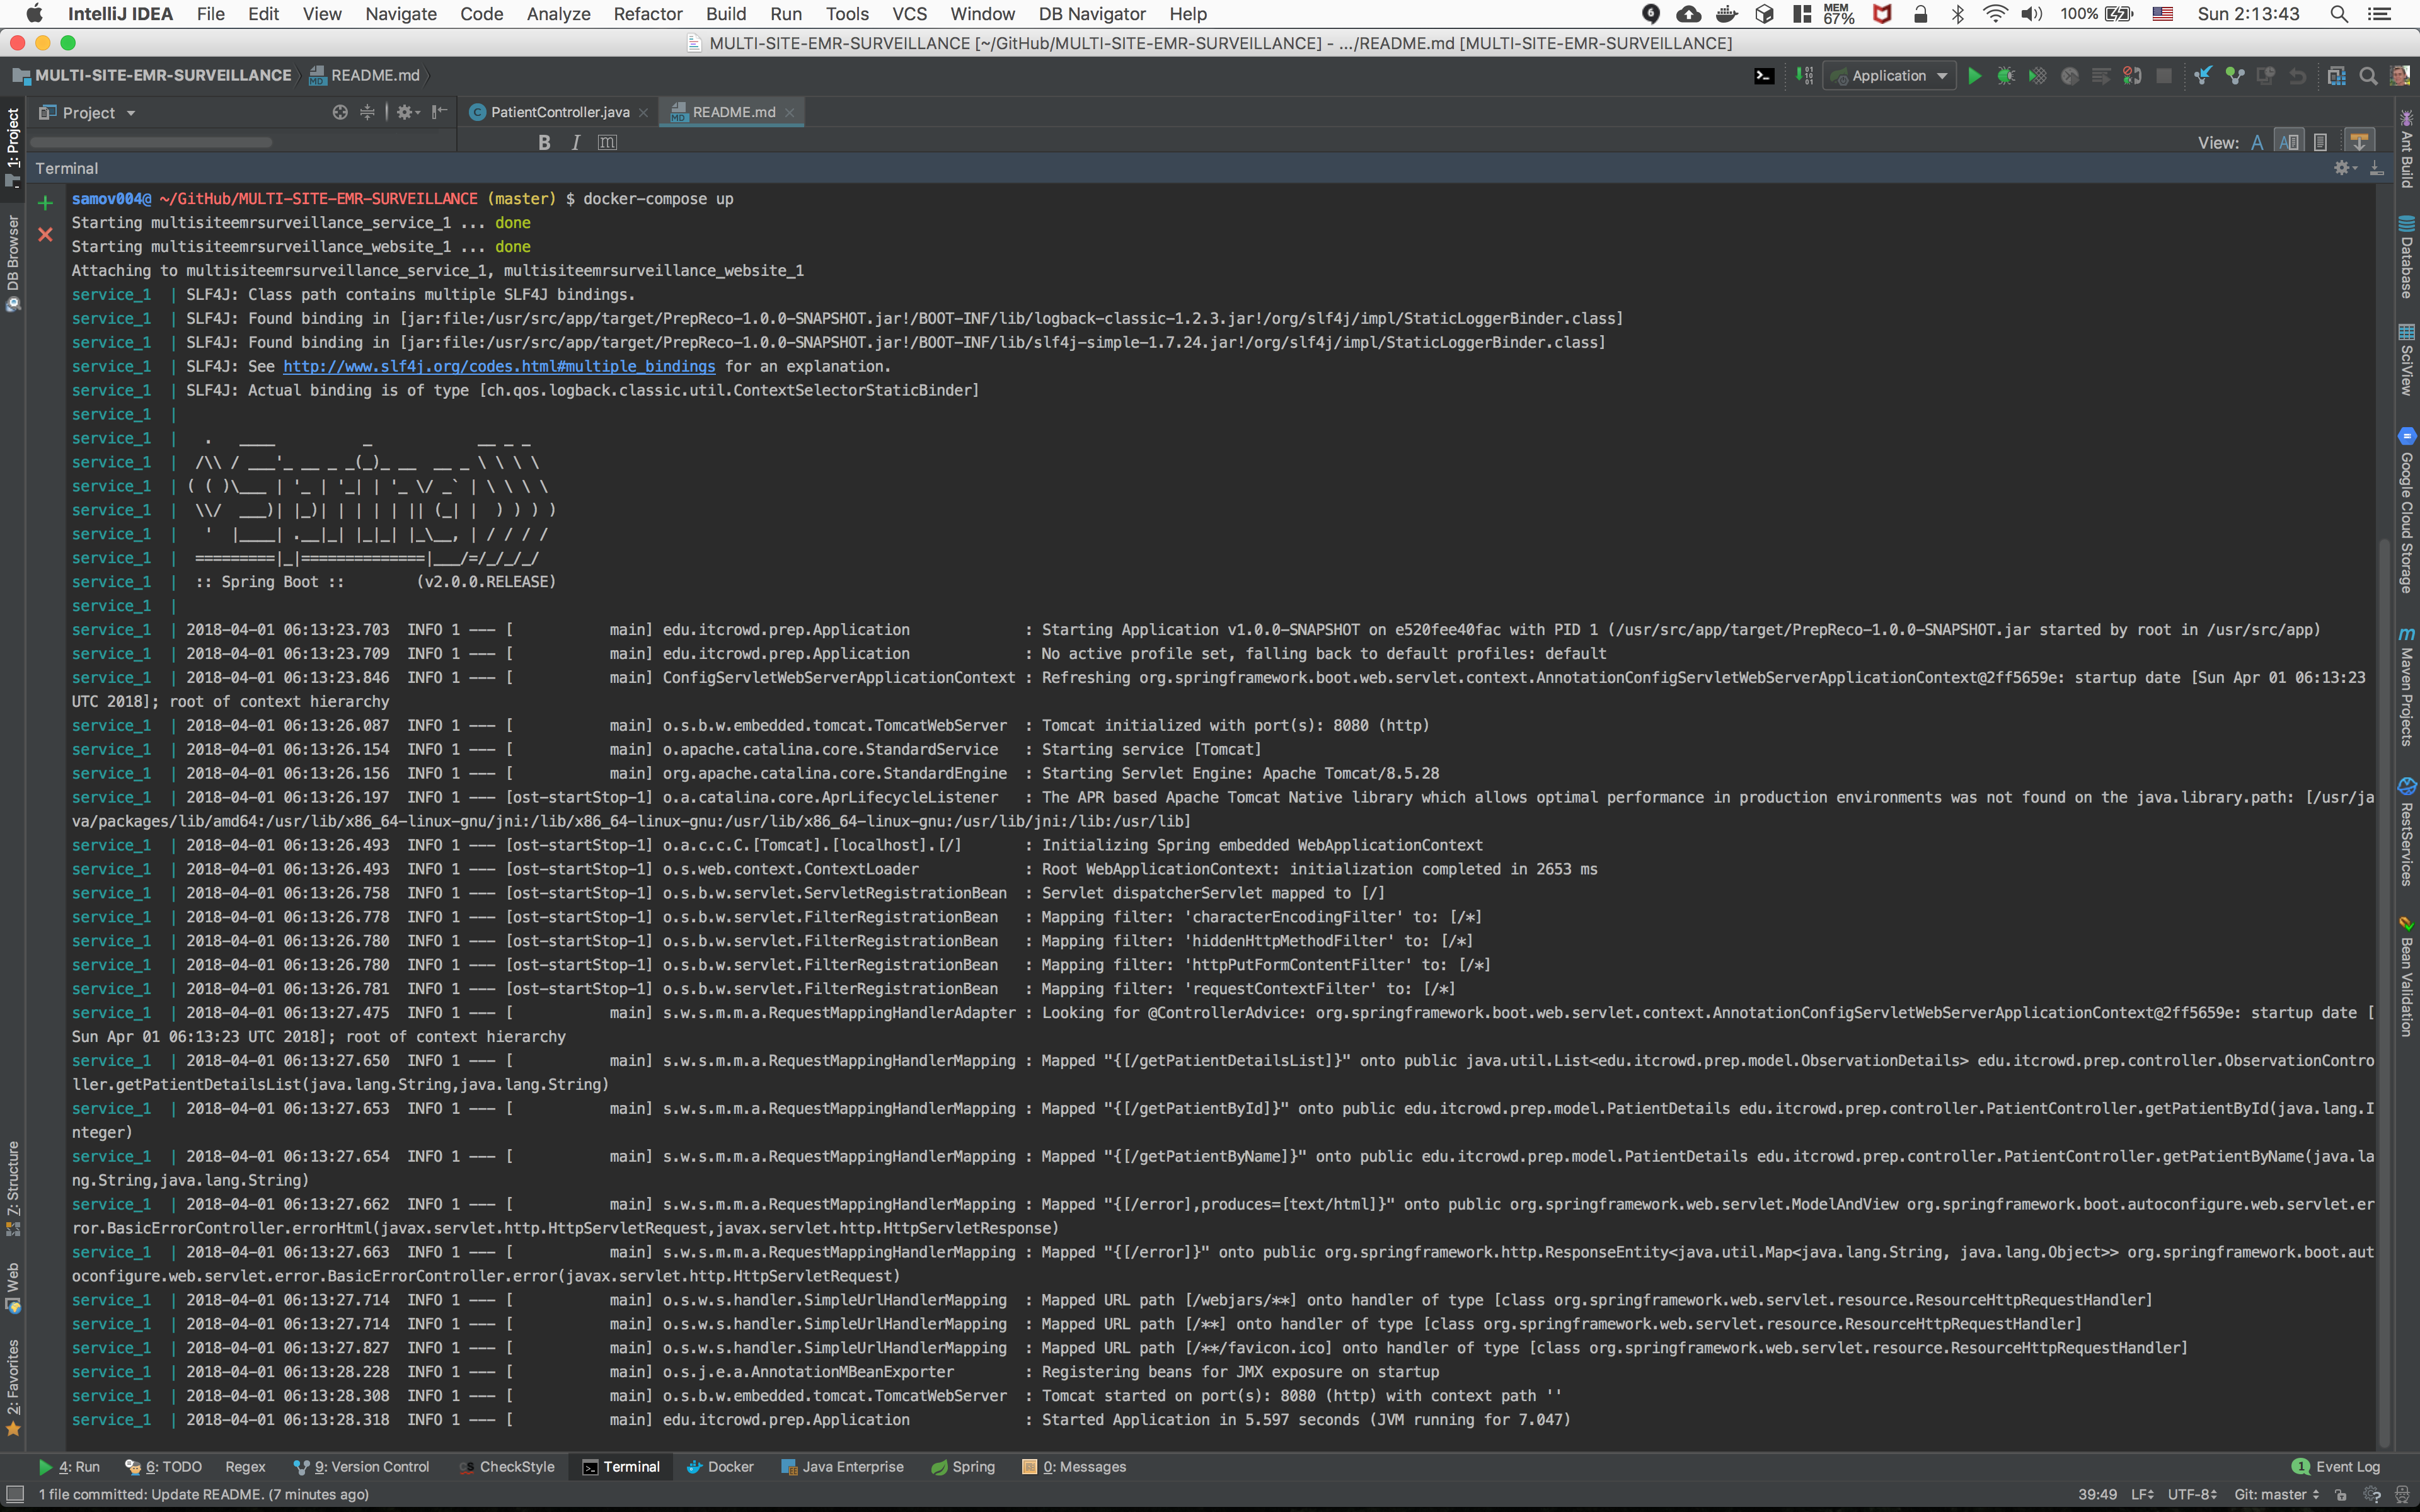 IntelliJ IDEA File Edit View Navigate Code Analyze Refactor Build Run Tools VCS Window DB Navigator Help 6 MEM 67% 100% Sun 2:13:43
MULTI-SITE-EMR-SURVEILLANCE [~/GitHub/MULTI-SITE-EMR-SURVEILLANCE] - .../README.md [MULTI-SITE-EMR-SURVEILLANCE]
MULTI-SITE-EMR-SURVEILLANCE README.md Application
Project PatientController.java README.md
B I m View: A
Terminal
samov004@ ~/GitHub/MULTI-SITE-EMR-SURVEILLANCE (master) $ docker-compose up
Starting multisiteemrsurveillance_service_1 ... done
Starting multisiteemrsurveillance_website_1 ... done
Attaching to multisiteemrsurveillance_service_1, multisiteemrsurveillance_website_1
service_1  | SLF4J: Class path contains multiple SLF4J bindings.
service_1  | SLF4J: Found binding in [jar:file:/usr/src/app/target/PrepReco-1.0.0-SNAPSHOT.jar!/BOOT-INF/lib/logback-classic-1.2.3.jar!/org/slf4j/impl/StaticLoggerBinder.class]
service_1  | SLF4J: Found binding in [jar:file:/usr/src/app/target/PrepReco-1.0.0-SNAPSHOT.jar!/BOOT-INF/lib/slf4j-simple-1.7.24.jar!/org/slf4j/impl/StaticLoggerBinder.class]
service_1  | SLF4J: See http://www.slf4j.org/codes.html#multiple_bindings for an explanation.
service_1  | SLF4J: Actual binding is of type [ch.qos.logback.classic.util.ContextSelectorStaticBinder]
service_1  |
service_1  |   .   ____          _            __ _ _
service_1  |  /\\ / ___'_ __ _ _(_)_ __  __ _ \ \ \ \
service_1  | ( ( )\___ | '_ | '_| | '_ \/ _` | \ \ \ \
service_1  |  \\/  ___)| |_)| | | | | || (_| |  ) ) ) )
service_1  |   '  |____| .__|_| |_|_| |_\__, | / / / /
service_1  |  =========|_|==============|___/=/_/_/_/
service_1  |  :: Spring Boot ::        (v2.0.0.RELEASE)
service_1  |
service_1  | 2018-04-01 06:13:23.703  INFO 1 --- [           main] edu.itcrowd.prep.Application             : Starting Application v1.0.0-SNAPSHOT on e520fee40fac with PID 1 (/usr/src/app/target/PrepReco-1.0.0-SNAPSHOT.jar started by root in /usr/src/app)
service_1  | 2018-04-01 06:13:23.709  INFO 1 --- [           main] edu.itcrowd.prep.Application             : No active profile set, falling back to default profiles: default
service_1  | 2018-04-01 06:13:23.846  INFO 1 --- [           main] ConfigServletWebServerApplicationContext : Refreshing org.springframework.boot.web.servlet.context.AnnotationConfigServletWebServerApplicationContext@2ff5659e: startup date [Sun Apr 01 06:13:23
UTC 2018]; root of context hierarchy
service_1  | 2018-04-01 06:13:26.087  INFO 1 --- [           main] o.s.b.w.embedded.tomcat.TomcatWebServer  : Tomcat initialized with port(s): 8080 (http)
service_1  | 2018-04-01 06:13:26.154  INFO 1 --- [           main] o.apache.catalina.core.StandardService   : Starting service [Tomcat]
service_1  | 2018-04-01 06:13:26.156  INFO 1 --- [           main] org.apache.catalina.core.StandardEngine  : Starting Servlet Engine: Apache Tomcat/8.5.28
service_1  | 2018-04-01 06:13:26.197  INFO 1 --- [ost-startStop-1] o.a.catalina.core.AprLifecycleListener   : The APR based Apache Tomcat Native library which allows optimal performance in production environments was not found on the java.library.path: [/usr/ja
va/packages/lib/amd64:/usr/lib/x86_64-linux-gnu/jni:/lib/x86_64-linux-gnu:/usr/lib/x86_64-linux-gnu:/usr/lib/jni:/lib:/usr/lib]
service_1  | 2018-04-01 06:13:26.493  INFO 1 --- [ost-startStop-1] o.a.c.c.C.[Tomcat].[localhost].[/]       : Initializing Spring embedded WebApplicationContext
service_1  | 2018-04-01 06:13:26.493  INFO 1 --- [ost-startStop-1] o.s.web.context.ContextLoader            : Root WebApplicationContext: initialization completed in 2653 ms
service_1  | 2018-04-01 06:13:26.758  INFO 1 --- [ost-startStop-1] o.s.b.w.servlet.ServletRegistrationBean  : Servlet dispatcherServlet mapped to [/]
service_1  | 2018-04-01 06:13:26.778  INFO 1 --- [ost-startStop-1] o.s.b.w.servlet.FilterRegistrationBean   : Mapping filter: 'characterEncodingFilter' to: [/*]
service_1  | 2018-04-01 06:13:26.780  INFO 1 --- [ost-startStop-1] o.s.b.w.servlet.FilterRegistrationBean   : Mapping filter: 'hiddenHttpMethodFilter' to: [/*]
service_1  | 2018-04-01 06:13:26.780  INFO 1 --- [ost-startStop-1] o.s.b.w.servlet.FilterRegistrationBean   : Mapping filter: 'httpPutFormContentFilter' to: [/*]
service_1  | 2018-04-01 06:13:26.781  INFO 1 --- [ost-startStop-1] o.s.b.w.servlet.FilterRegistrationBean   : Mapping filter: 'requestContextFilter' to: [/*]
service_1  | 2018-04-01 06:13:27.475  INFO 1 --- [           main] s.w.s.m.m.a.RequestMappingHandlerAdapter : Looking for @ControllerAdvice: org.springframework.boot.web.servlet.context.AnnotationConfigServletWebServerApplicationContext@2ff5659e: startup date [
Sun Apr 01 06:13:23 UTC 2018]; root of context hierarchy
service_1  | 2018-04-01 06:13:27.650  INFO 1 --- [           main] s.w.s.m.m.a.RequestMappingHandlerMapping : Mapped "{[/getPatientDetailsList]}" onto public java.util.List<edu.itcrowd.prep.model.ObservationDetails> edu.itcrowd.prep.controller.ObservationContro
ller.getPatientDetailsList(java.lang.String,java.lang.String)
service_1  | 2018-04-01 06:13:27.653  INFO 1 --- [           main] s.w.s.m.m.a.RequestMappingHandlerMapping : Mapped "{[/getPatientById]}" onto public edu.itcrowd.prep.model.PatientDetails edu.itcrowd.prep.controller.PatientController.getPatientById(java.lang.I
nteger)
service_1  | 2018-04-01 06:13:27.654  INFO 1 --- [           main] s.w.s.m.m.a.RequestMappingHandlerMapping : Mapped "{[/getPatientByName]}" onto public edu.itcrowd.prep.model.PatientDetails edu.itcrowd.prep.controller.PatientController.getPatientByName(java.la
ng.String,java.lang.String)
service_1  | 2018-04-01 06:13:27.662  INFO 1 --- [           main] s.w.s.m.m.a.RequestMappingHandlerMapping : Mapped "{[/error],produces=[text/html]}" onto public org.springframework.web.servlet.ModelAndView org.springframework.boot.autoconfigure.web.servlet.er
ror.BasicErrorController.errorHtml(javax.servlet.http.HttpServletRequest,javax.servlet.http.HttpServletResponse)
service_1  | 2018-04-01 06:13:27.663  INFO 1 --- [           main] s.w.s.m.m.a.RequestMappingHandlerMapping : Mapped "{[/error]}" onto public org.springframework.http.ResponseEntity<java.util.Map<java.lang.String, java.lang.Object>> org.springframework.boot.aut
oconfigure.web.servlet.error.BasicErrorController.error(javax.servlet.http.HttpServletRequest)
service_1  | 2018-04-01 06:13:27.714  INFO 1 --- [           main] o.s.w.s.handler.SimpleUrlHandlerMapping  : Mapped URL path [/webjars/**] onto handler of type [class org.springframework.web.servlet.resource.ResourceHttpRequestHandler]
service_1  | 2018-04-01 06:13:27.714  INFO 1 --- [           main] o.s.w.s.handler.SimpleUrlHandlerMapping  : Mapped URL path [/**] onto handler of type [class org.springframework.web.servlet.resource.ResourceHttpRequestHandler]
service_1  | 2018-04-01 06:13:27.827  INFO 1 --- [           main] o.s.w.s.handler.SimpleUrlHandlerMapping  : Mapped URL path [/**/favicon.ico] onto handler of type [class org.springframework.web.servlet.resource.ResourceHttpRequestHandler]
service_1  | 2018-04-01 06:13:28.228  INFO 1 --- [           main] o.s.j.e.a.AnnotationMBeanExporter        : Registering beans for JMX exposure on startup
service_1  | 2018-04-01 06:13:28.308  INFO 1 --- [           main] o.s.b.w.embedded.tomcat.TomcatWebServer  : Tomcat started on port(s): 8080 (http) with context path ''
service_1  | 2018-04-01 06:13:28.318  INFO 1 --- [           main] edu.itcrowd.prep.Application             : Started Application in 5.597 seconds (JVM running for 7.047)
1: Project
DB Browser
7: Structure
Web
2: Favorites
Ant Build
Database
SciView
Google Cloud Storage
Maven Projects
RestServices
Bean Validation
4: Run 6: TODO Regex 9: Version Control CheckStyle Terminal Docker Java Enterprise Spring 0: Messages 1 Event Log
1 file committed: Update README. (7 minutes ago) 39:49 LF UTF-8 Git: master